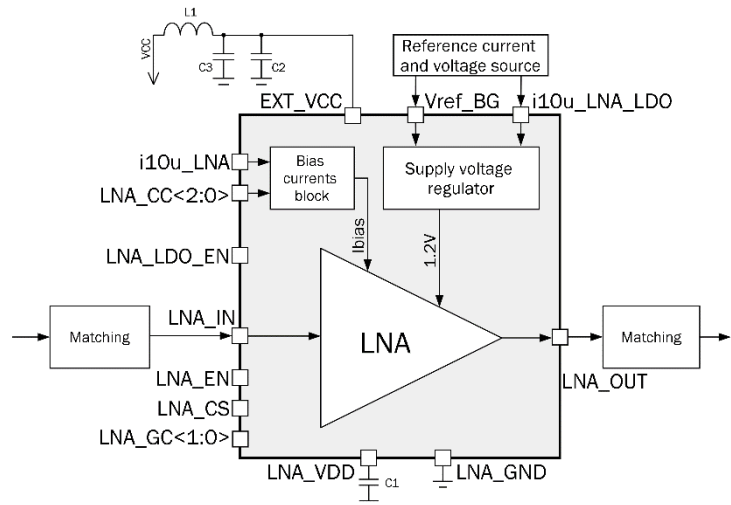 L1
VCC
C3
C2
Reference current
and voltage source
EXT_VCC
Vref_BG
i10u_LNA_LDO
i10u_LNA
LNA_CC<2:0>
Bias
currents
block
Supply voltage
regulator
Ibias
1.2V
LNA_LDO_EN
LNA_IN
Matching
LNA
Matching
LNA_OUT
LNA_EN
LNA_CS
LNA_GC<1:0>
LNA_VDD
C1
LNA_GND